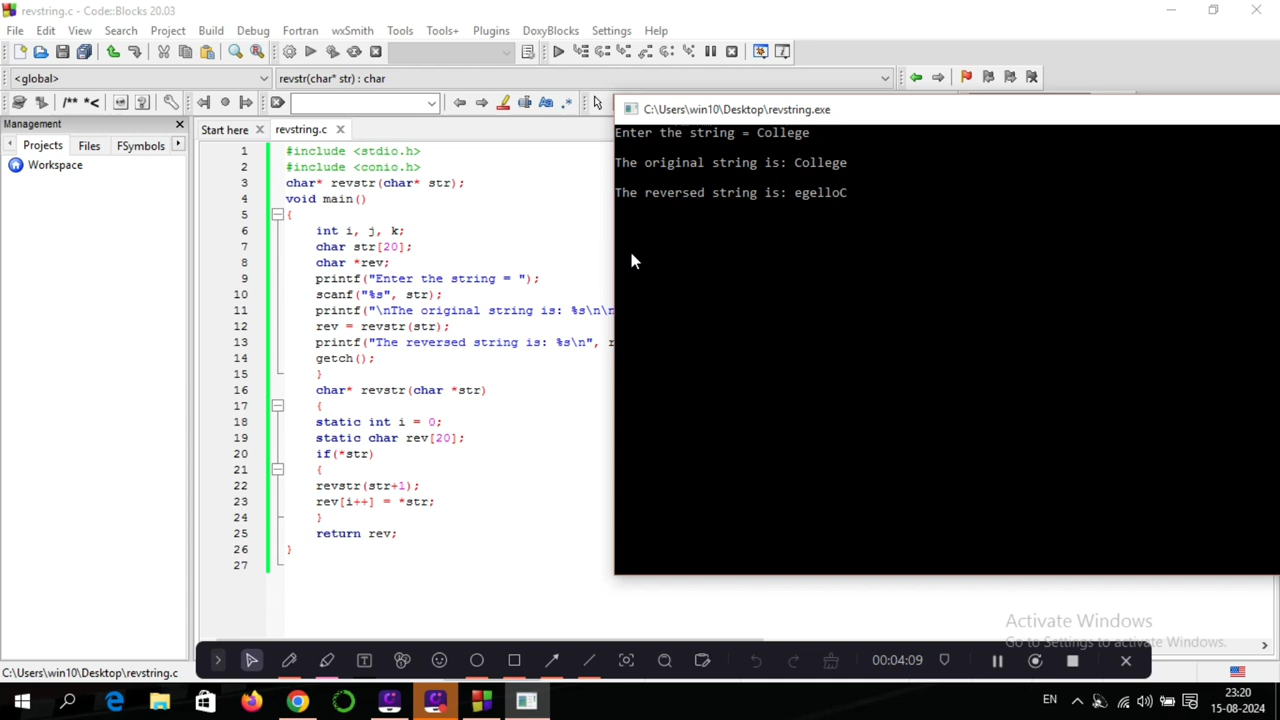 revstring.c - Code::Blocks 20.03
File Edit View Search Project Build Debug Fortran wxSmith Tools Tools+ Plugins DoxyBlocks Settings Help
<global>
revstr(char* str) : char
/** *<
Management
Projects Files FSymbols
Workspace
Start here revstring.c
1 #include <stdio.h>
2 #include <conio.h>
3 char* revstr(char* str);
4 void main()
5 {
6 int i, j, k;
7 char str[20];
8 char *rev;
9 printf("Enter the string = ");
10 scanf("%s", str);
11 printf("\nThe original string is: %s\n\n
12 rev = revstr(str);
13 printf("The reversed string is: %s\n", r
14 getch();
15 }
16 char* revstr(char *str)
17 {
18 static int i = 0;
19 static char rev[20];
20 if(*str)
21 {
22 revstr(str+1);
23 rev[i++] = *str;
24 }
25 return rev;
26 }
27
C:\Users\win10\Desktop\revstring.exe
Enter the string = College
The original string is: College
The reversed string is: egelloC
Activate Windows
Go to Settings to activate Windows.
00:04:09
C:\Users\win10\Desktop\revstring.c
EN
23:20
15-08-2024